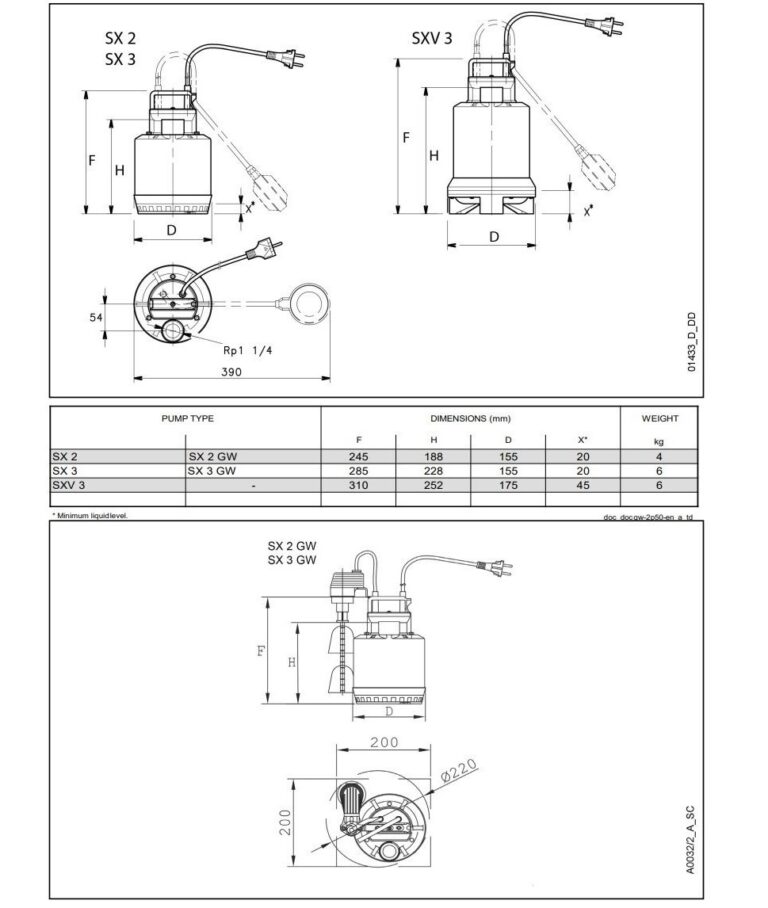 SX 2
SX 3
SXV 3
F
H
X*
D
F
H
X*
D
54
Rp1 1/4
390
01433_D_DD
PUMP TYPE DIMENSIONS (mm) WEIGHT
F H D X* kg
SX 2 SX 2 GW 245 188 155 20 4
SX 3 SX 3 GW 285 228 155 20 6
SXV 3 - 310 252 175 45 6
* Minimum liquidlevel. doc_docgw-2p50-en_a_td
SX 2 GW
SX 3 GW
F
H
D
200
Ø220
200
A0032/2_A_SC